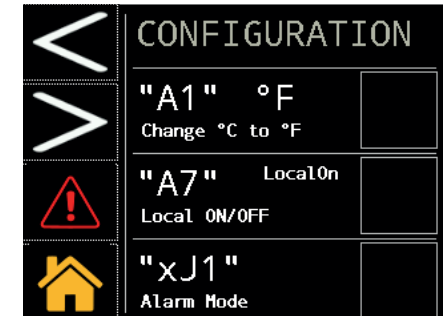 CONFIGURATION
"A1" °F
Change °C to °F
"A7" LocalOn
Local ON/OFF
"xJ1"
Alarm Mode